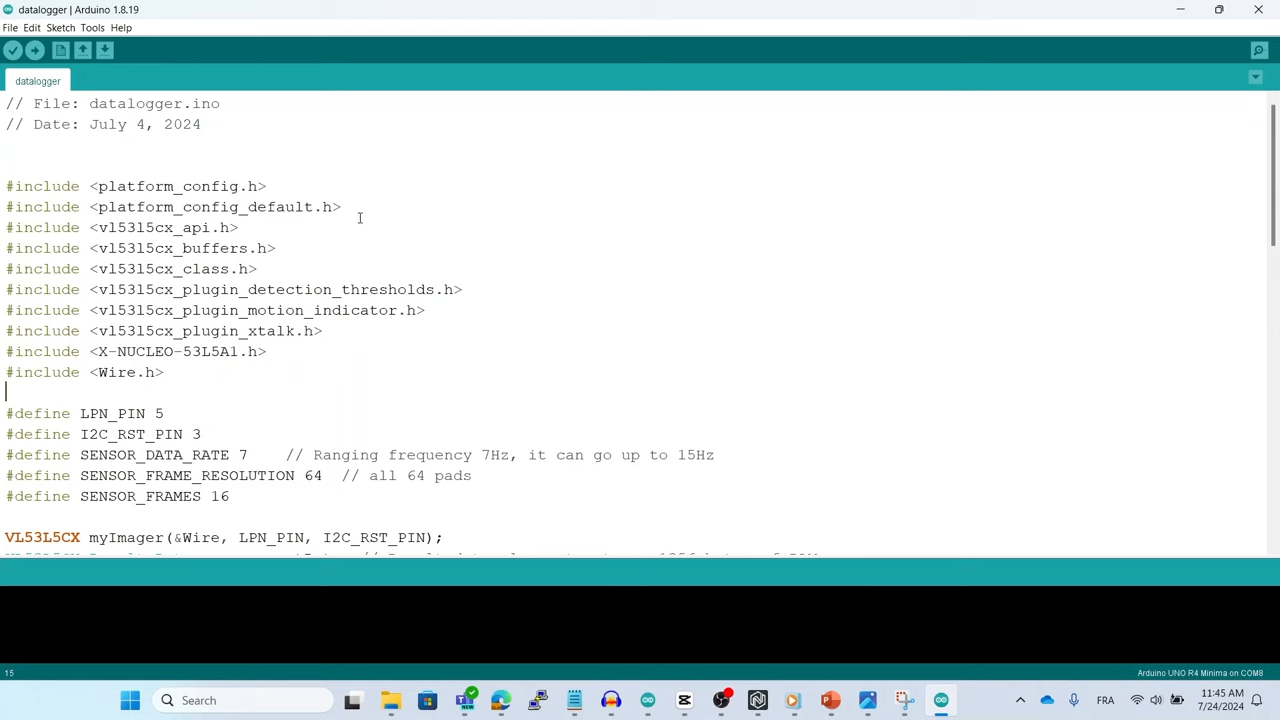 datalogger | Arduino 1.8.19
File Edit Sketch Tools Help
datalogger
// File: datalogger.ino
// Date: July 4, 2024
#include <platform_config.h>
#include <platform_config_default.h>
#include <vl53l5cx_api.h>
#include <vl53l5cx_buffers.h>
#include <vl53l5cx_class.h>
#include <vl53l5cx_plugin_detection_thresholds.h>
#include <vl53l5cx_plugin_motion_indicator.h>
#include <vl53l5cx_plugin_xtalk.h>
#include <X-NUCLEO-53L5A1.h>
#include <Wire.h>
#define LPN_PIN 5
#define I2C_RST_PIN 3
#define SENSOR_DATA_RATE 7 // Ranging frequency 7Hz, it can go up to 15Hz
#define SENSOR_FRAME_RESOLUTION 64 // all 64 pads
#define SENSOR_FRAMES 16
VL53L5CX myImager(&Wire, LPN_PIN, I2C_RST_PIN);
15
Arduino UNO R4 Minima on COM8
Search
FRA
11:45 AM
7/24/2024